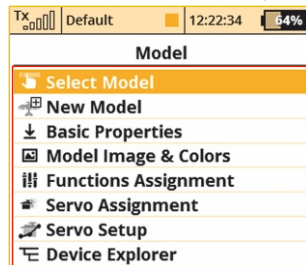 Tx Default 12:22:34 64%
Model
Select Model
New Model
Basic Properties
Model Image & Colors
Functions Assignment
Servo Assignment
Servo Setup
Device Explorer